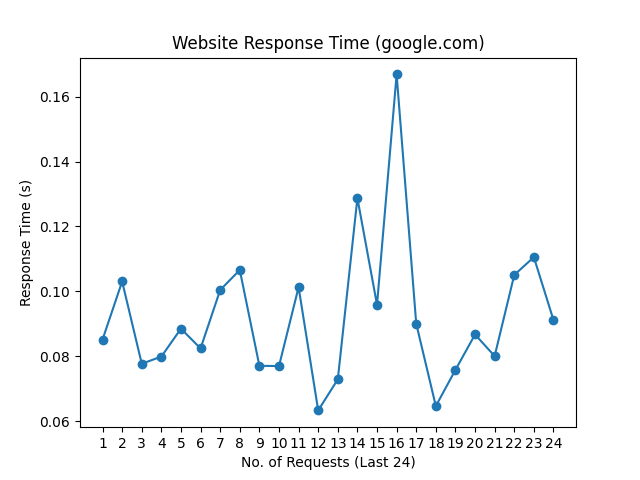 Website Response Time (google.com)
0.16
0.14
0.12
0.10
0.08
0.06
Response Time (s)
1 2 3 4 5 6 7 8 9 10 11 12 13 14 15 16 17 18 19 20 21 22 23 24
No. of Requests (Last 24)